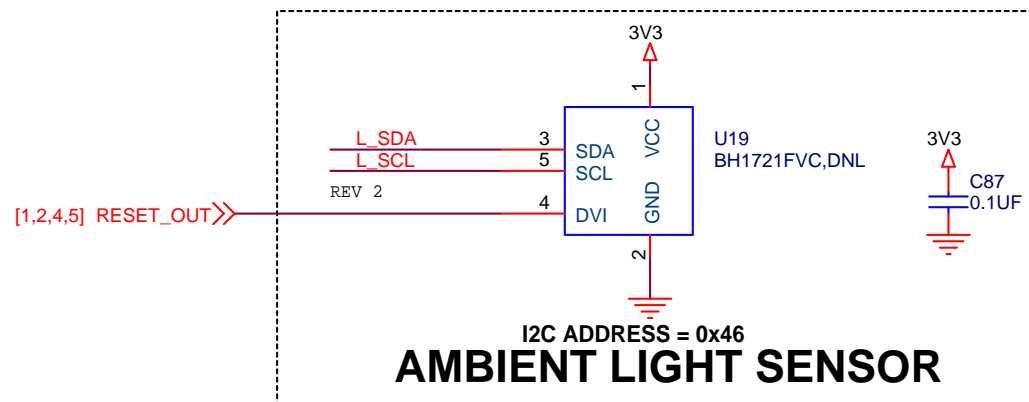 3V3
1
VCC
U19
BH1721FVC,DNL
L_SDA
3
SDA
L_SCL
5
SCL
REV 2
[1,2,4,5] RESET_OUT
4
DVI
GND
2
3V3
C87
0.1UF
I2C ADDRESS = 0x46
AMBIENT LIGHT SENSOR